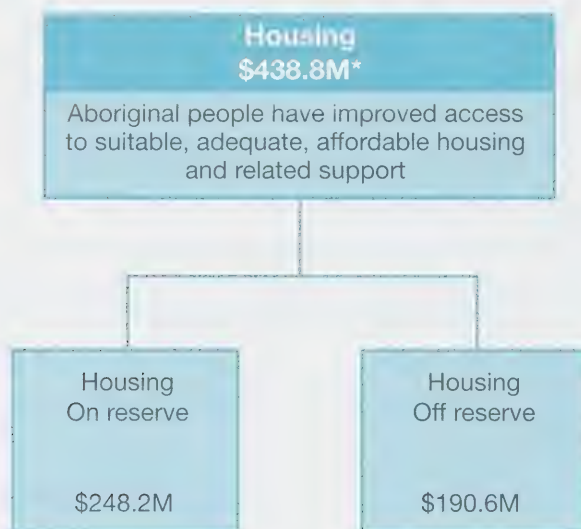 Housing
$438.8M*
Aboriginal people have improved access
to suitable, adequate, affordable housing
and related support
Housing
On reserve
$248.2M
Housing
Off reserve
$190.6M